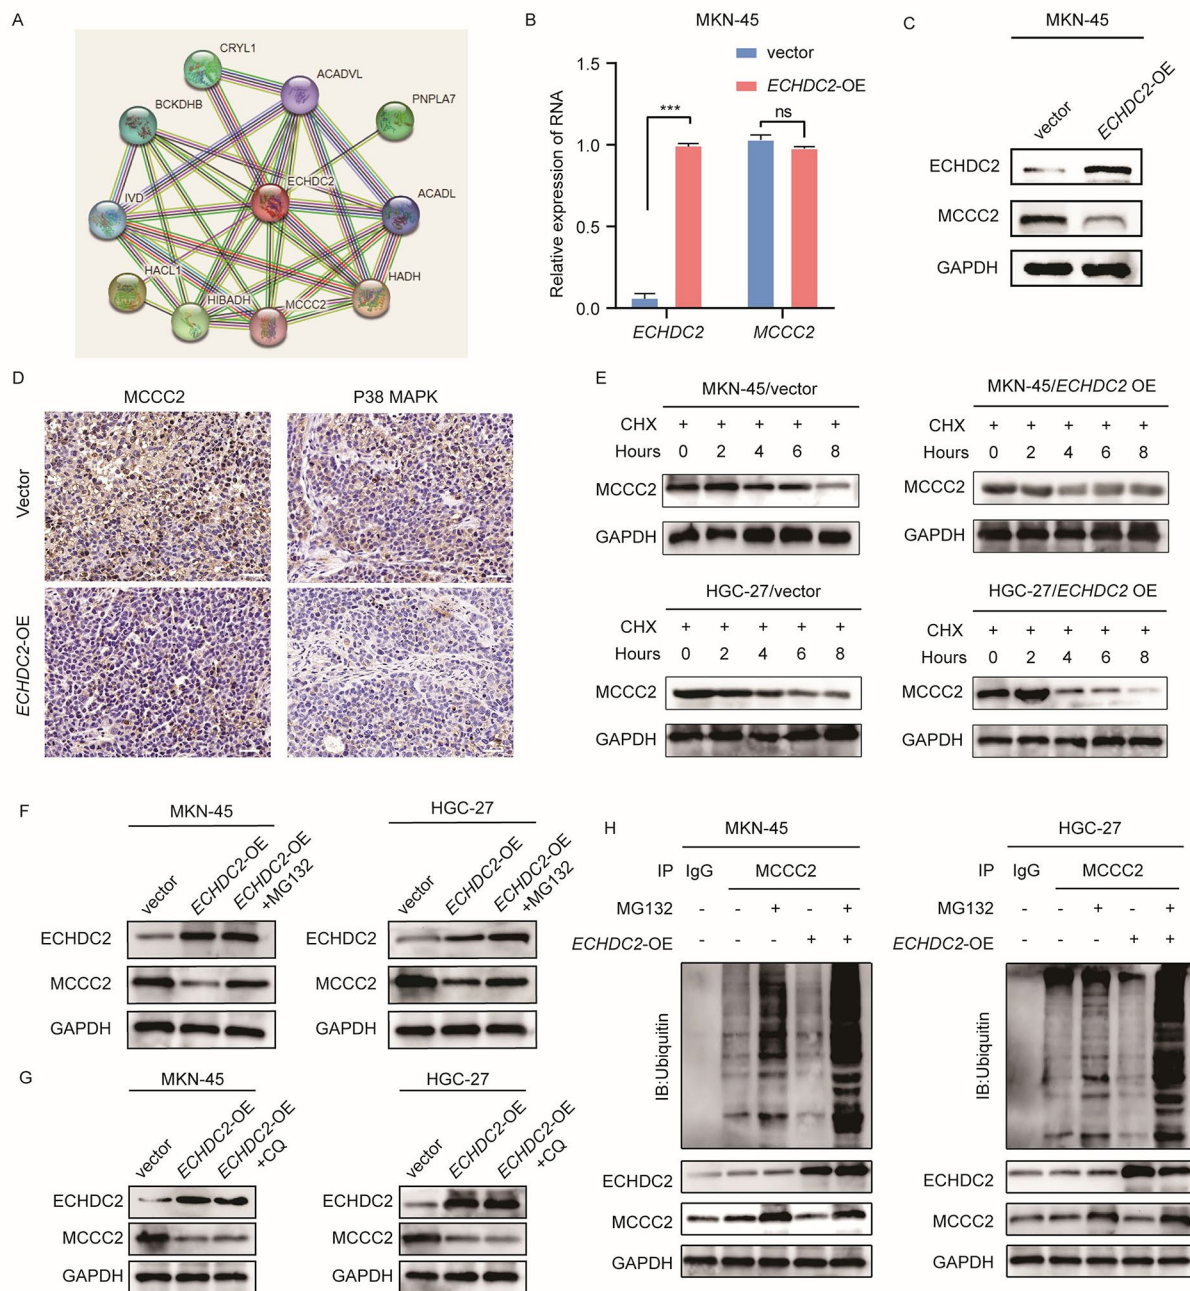 A
CRYL1
ACADVL
BCKDHB
PNPLA7
ECHDC2
IVD
ACADL
HACL1
HADH
HIBADH
MCCC2
B
MKN-45
vector
ECHDC2-OE
Relative expression of RNA
1.5
1.0
0.5
0.0
***
ns
ECHDC2
MCCC2
C
MKN-45
vector
ECHDC2-OE
ECHDC2
MCCC2
GAPDH
D
MCCC2
P38 MAPK
Vector
ECHDC2-OE
E
MKN-45/vector
CHX + + + + +
Hours 0 2 4 6 8
MCCC2
GAPDH
MKN-45/ECHDC2 OE
CHX + + + + +
Hours 0 2 4 6 8
MCCC2
GAPDH
HGC-27/vector
CHX + + + + +
Hours 0 2 4 6 8
MCCC2
GAPDH
HGC-27/ECHDC2 OE
CHX + + + + +
Hours 0 2 4 6 8
MCCC2
GAPDH
F
MKN-45
vector
ECHDC2-OE
ECHDC2-OE
+MG132
ECHDC2
MCCC2
GAPDH
HGC-27
vector
ECHDC2-OE
ECHDC2-OE
+MG132
ECHDC2
MCCC2
GAPDH
G
MKN-45
vector
ECHDC2-OE
ECHDC2-OE
+CQ
ECHDC2
MCCC2
GAPDH
HGC-27
vector
ECHDC2-OE
ECHDC2-OE
+CQ
ECHDC2
MCCC2
GAPDH
H
MKN-45
IP IgG MCCC2
MG132 - - + - +
ECHDC2-OE - - - + +
IB:Ubiquitin
ECHDC2
MCCC2
GAPDH
HGC-27
IP IgG MCCC2
MG132 - - + - +
ECHDC2-OE - - - + +
IB:Ubiquitin
ECHDC2
MCCC2
GAPDH